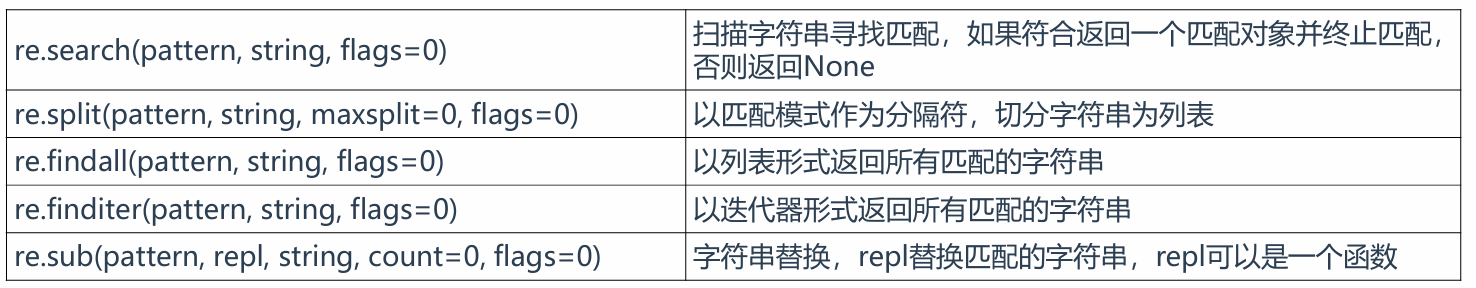 re.search(pattern, string, flags=0)
扫描字符串寻找匹配，如果符合返回一个匹配对象并终止匹配，
否则返回None
re.split(pattern, string, maxsplit=0, flags=0)
以匹配模式作为分隔符，切分字符串为列表
re.findall(pattern, string, flags=0)
以列表形式返回所有匹配的字符串
re.finditer(pattern, string, flags=0)
以迭代器形式返回所有匹配的字符串
re.sub(pattern, repl, string, count=0, flags=0)
字符串替换，repl替换匹配的字符串，repl可以是一个函数